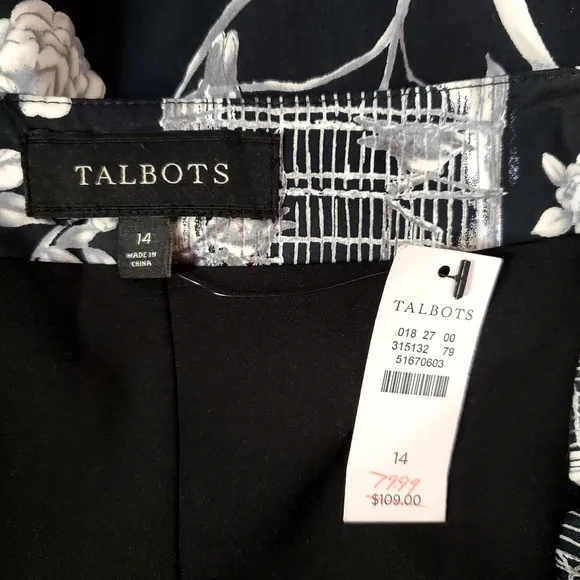 TALBOTS
14
MADE IN
CHINA
TALBOTS
018 27 00
315132 79
51670603
14
79.99
$109.00